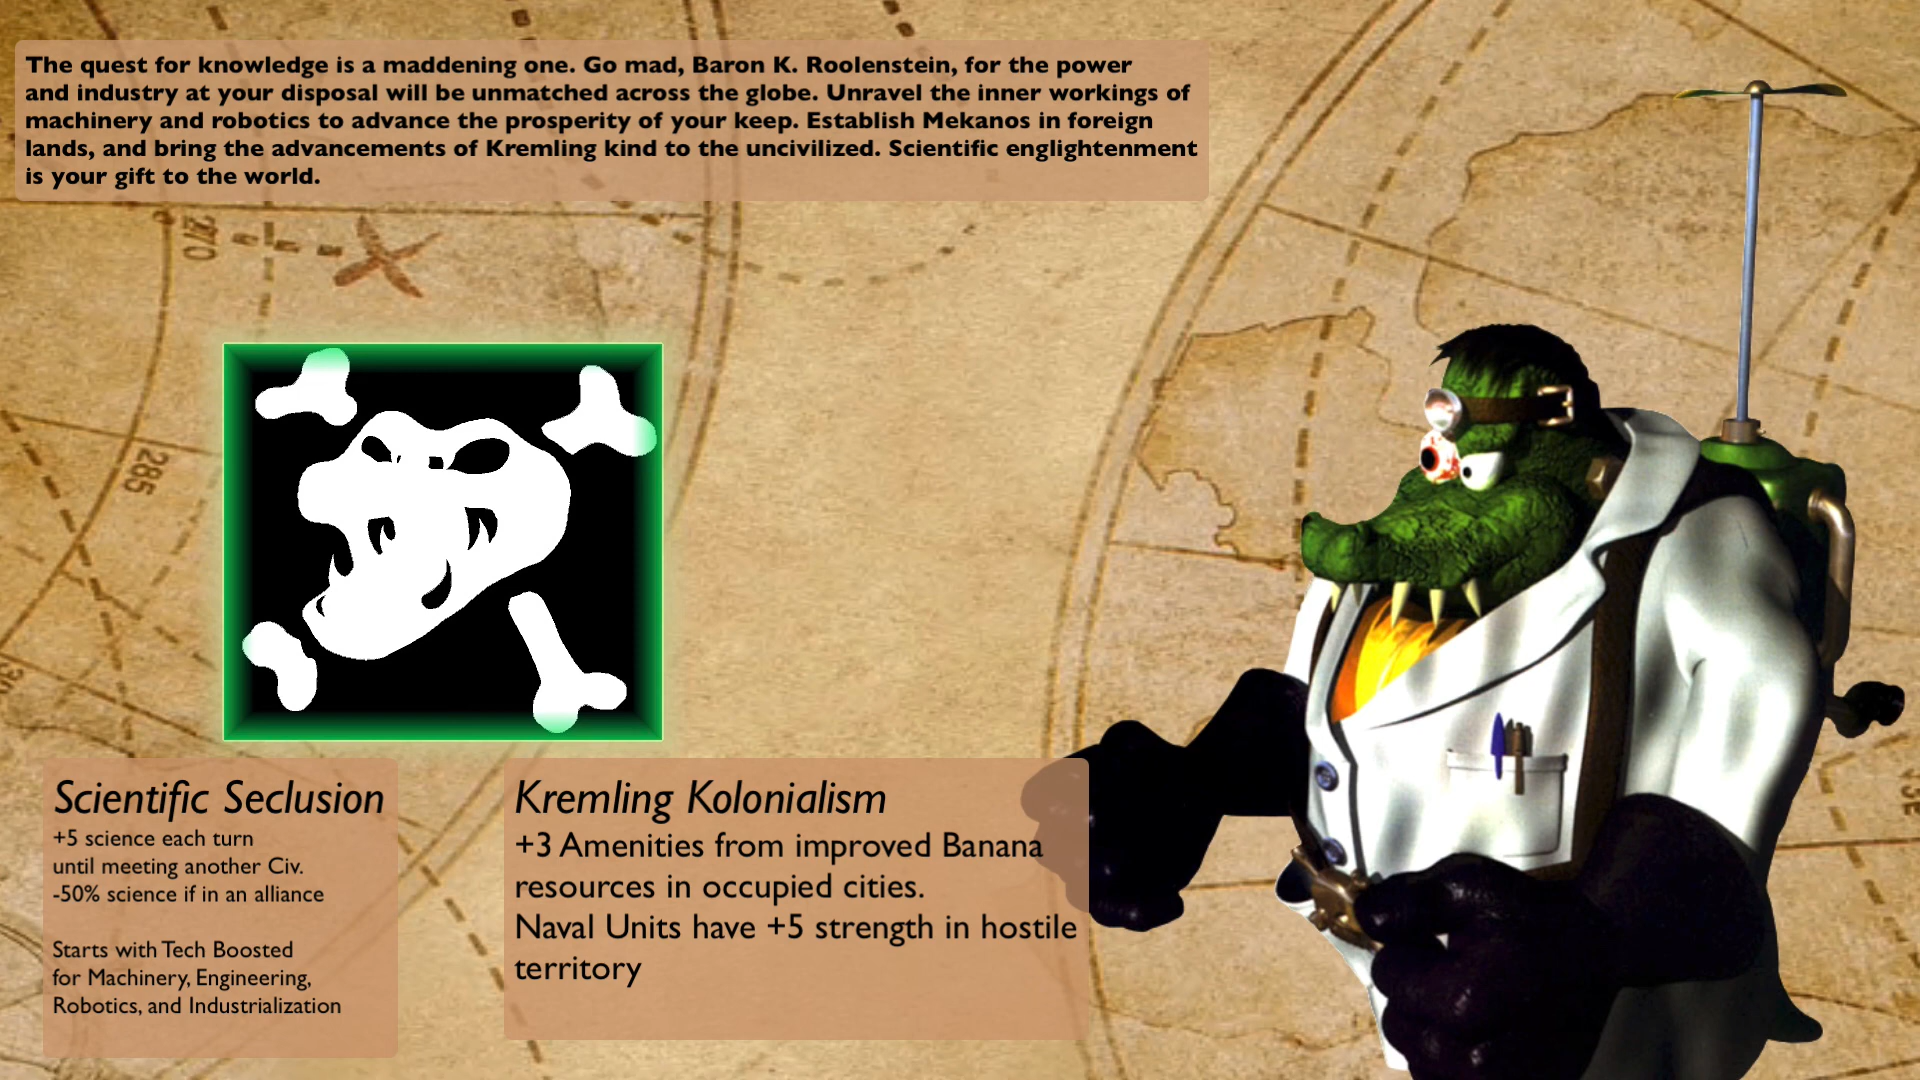 The quest for knowledge is a maddening one. Go mad, Baron K. Roolenstein, for the power
and industry at your disposal will be unmatched across the globe. Unravel the inner workings of
machinery and robotics to advance the prosperity of your keep. Establish Mekanos in foreign
lands, and bring the advancements of Kremling kind to the uncivilized. Scientific englightenment
is your gift to the world.
270
285
Scientific Seclusion
+5 science each turn
until meeting another Civ.
-50% science if in an alliance
Starts with Tech Boosted
for Machinery, Engineering,
Robotics, and Industrialization
Kremling Kolonialism
+3 Amenities from improved Banana
resources in occupied cities.
Naval Units have +5 strength in hostile
territory